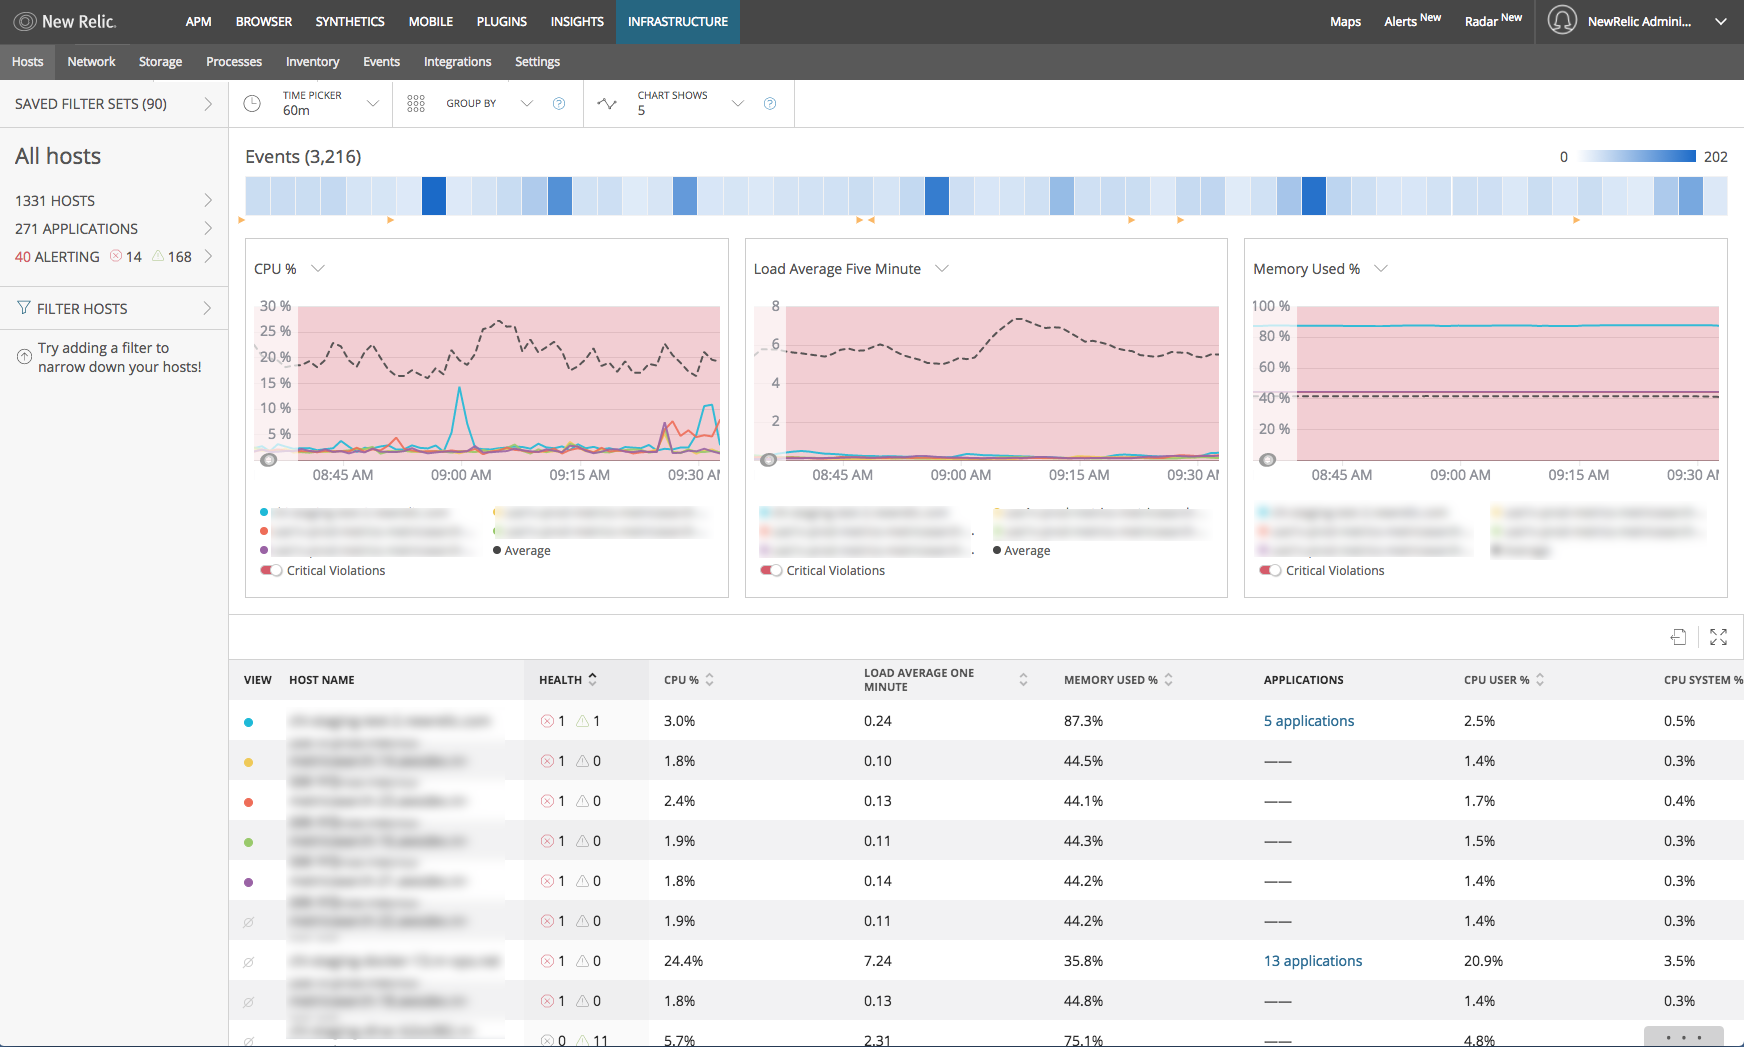 New Relic.
APM BROWSER SYNTHETICS MOBILE PLUGINS INSIGHTS INFRASTRUCTURE
Maps Alerts New Radar New NewRelic Admini...
Hosts Network Storage Processes Inventory Events Integrations Settings
SAVED FILTER SETS (90)
TIME PICKER
60m
GROUP BY
?
CHART SHOWS
5
?
All hosts
1331 HOSTS
271 APPLICATIONS
40 ALERTING 14 168
FILTER HOSTS
Try adding a filter to
narrow down your hosts!
Events (3,216)
0 202
CPU %
30 %
25 %
20 %
15 %
10 %
5 %
08:45 AM 09:00 AM 09:15 AM 09:30 AM
Average
Critical Violations
Load Average Five Minute
8
6
4
2
08:45 AM 09:00 AM 09:15 AM 09:30 AM
Average
Critical Violations
Memory Used %
100 %
80 %
60 %
40 %
20 %
08:45 AM 09:00 AM 09:15 AM 09:30 AM
Critical Violations
VIEW HOST NAME HEALTH CPU % LOAD AVERAGE ONE MINUTE MEMORY USED % APPLICATIONS CPU USER % CPU SYSTEM %
1 1 3.0% 0.24 87.3% 5 applications 2.5% 0.5%
1 0 1.8% 0.10 44.5% —— 1.4% 0.3%
1 0 2.4% 0.13 44.1% —— 1.7% 0.4%
1 0 1.9% 0.11 44.3% —— 1.5% 0.3%
1 0 1.8% 0.14 44.2% —— 1.4% 0.3%
1 0 1.9% 0.11 44.2% —— 1.4% 0.3%
1 0 24.4% 7.24 35.8% 13 applications 20.9% 3.5%
1 0 1.8% 0.13 44.8% —— 1.4% 0.3%
0 11 5.7% 2.31 75.1% —— 4.8%